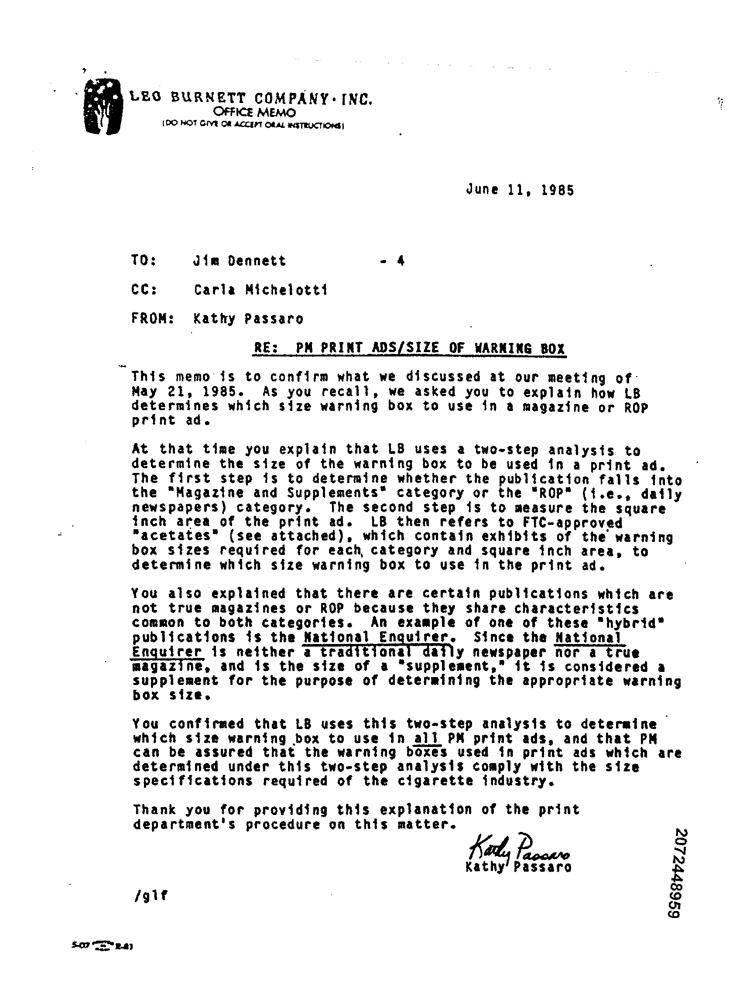 LEO BURNETT COMPANY · INC.
OFFICE MEMO
(DO NOT GIVE OR ACCEPT ORAL INSTRUCTIONS)
June 11, 1985
TO: Jim Dennett - 4
CC: Carla Michelotti
FROM: Kathy Passaro
RE: PM PRINT ADS/SIZE OF WARNING BOX
This memo is to confirm what we discussed at our meeting of
May 21, 1985. As you recall, we asked you to explain how LB
determines which size warning box to use in a magazine or ROP
print ad.
At that time you explain that LB uses a two-step analysis to
determine the size of the warning box to be used in a print ad.
The first step is to determine whether the publication falls into
the "Magazine and Supplements" category or the "ROP" (i.e., daily
newspapers) category. The second step is to measure the square
inch area of the print ad. LB then refers to FTC-approved
"acetates" (see attached), which contain exhibits of the warning
box sizes required for each category and square inch area, to
determine which size warning box to use in the print ad.
You also explained that there are certain publications which are
not true magazines or ROP because they share characteristics
common to both categories. An example of one of these "hybrid"
publications is the National Enquirer. Since the National
Enquirer is neither a traditional daily newspaper nor a true
magazine, and is the size of a "supplement," it is considered a
supplement for the purpose of determining the appropriate warning
box size.
You confirmed that LB uses this two-step analysis to determine
which size warning box to use in all PM print ads, and that PM
can be assured that the warning boxes used in print ads which are
determined under this two-step analysis comply with the size
specifications required of the cigarette industry.
Thank you for providing this explanation of the print
department's procedure on this matter.
Kathy Passaro
Kathy Passaro
/glf
2072448959
5-07 R-81